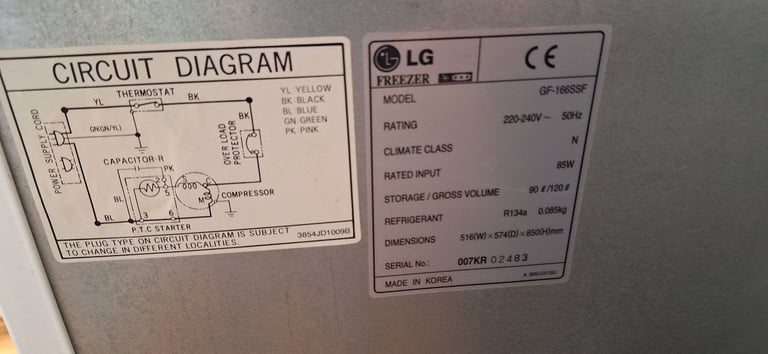 CIRCUIT DIAGRAM
THERMOSTAT
YL
BK
YL:YELLOW
BK:BLACK
BL:BLUE
GN:GREEN
PK:PINK
POWER SUPPLY CORD
GN(GN/YL)
BK
OVER LOAD
PROTECTOR
CAPACITOR-R
PK
2
5
S
M
COMPRESSOR
BL
BL
3
6
P.T.C STARTER
THE PLUG TYPE ON CIRCUIT DIAGRAM IS SUBJECT
TO CHANGE IN DIFFERENT LOCALITIES.
3854JD1009B
LG
CE
FREEZER
MODEL GF-166SSF
RATING 220-240V~ 50Hz
CLIMATE CLASS N
RATED INPUT 85W
STORAGE / GROSS VOLUME 90 ℓ/120 ℓ
REFRIGERANT R134a 0.085kg
DIMENSIONS 516(W)×574(D)×850(H)mm
SERIAL No.: 007KR 02483
MADE IN KOREA